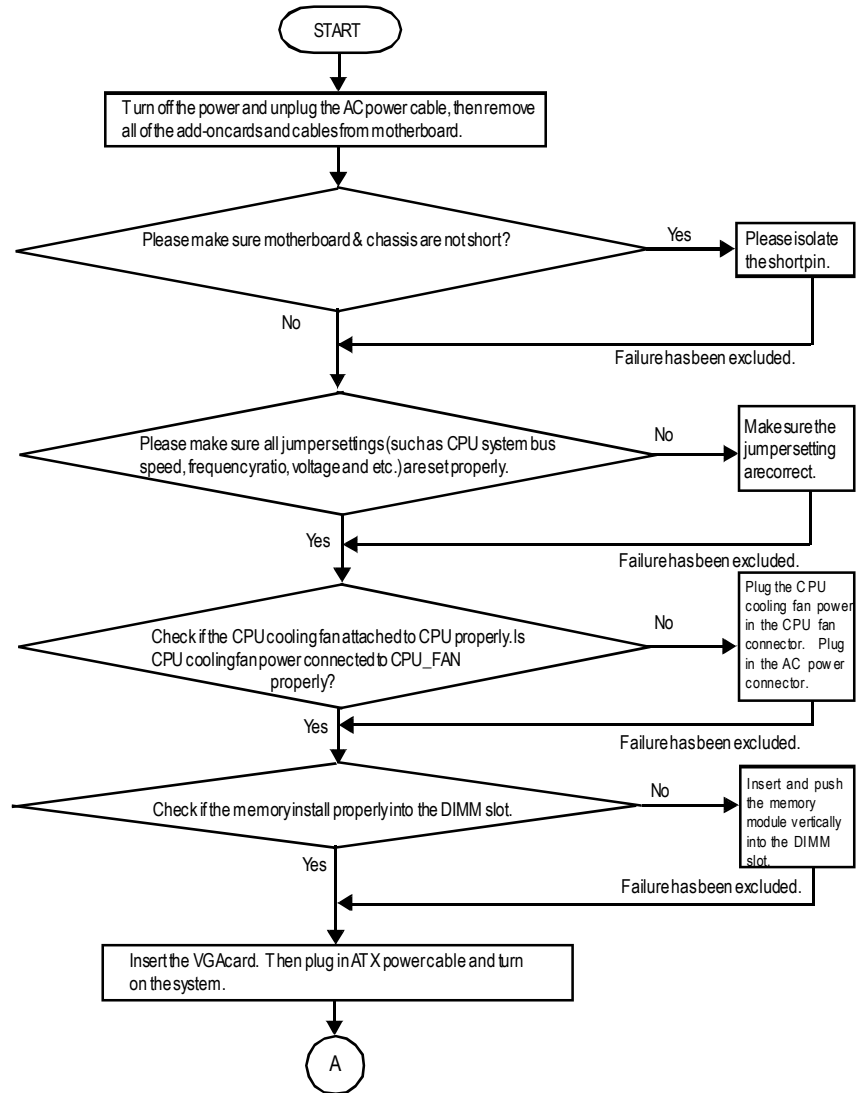 START
Turn off the power and unplug the AC power cable, then remove
all of the add-on cards and cables from motherboard.
Please make sure motherboard & chassis are not short?
Yes
Please isolate
the short pin.
No
Failure has been excluded.
Please make sure all jumper settings (such as CPU system bus
speed, frequency ratio, voltage and etc.) are set properly.
No
Make sure the
jumper setting
are correct.
Yes
Failure has been excluded.
Check if the CPU cooling fan attached to CPU properly. Is
CPU cooling fan power connected to CPU_FAN
properly?
No
Plug the CPU
cooling fan power
in the CPU fan
connector. Plug
in the AC power
connector.
Yes
Failure has been excluded.
Check if the memory install properly into the DIMM slot.
No
Insert and push
the memory
module vertically
into the DIMM
slot.
Yes
Failure has been excluded.
Insert the VGA card. Then plug in ATX power cable and turn
on the system.
A